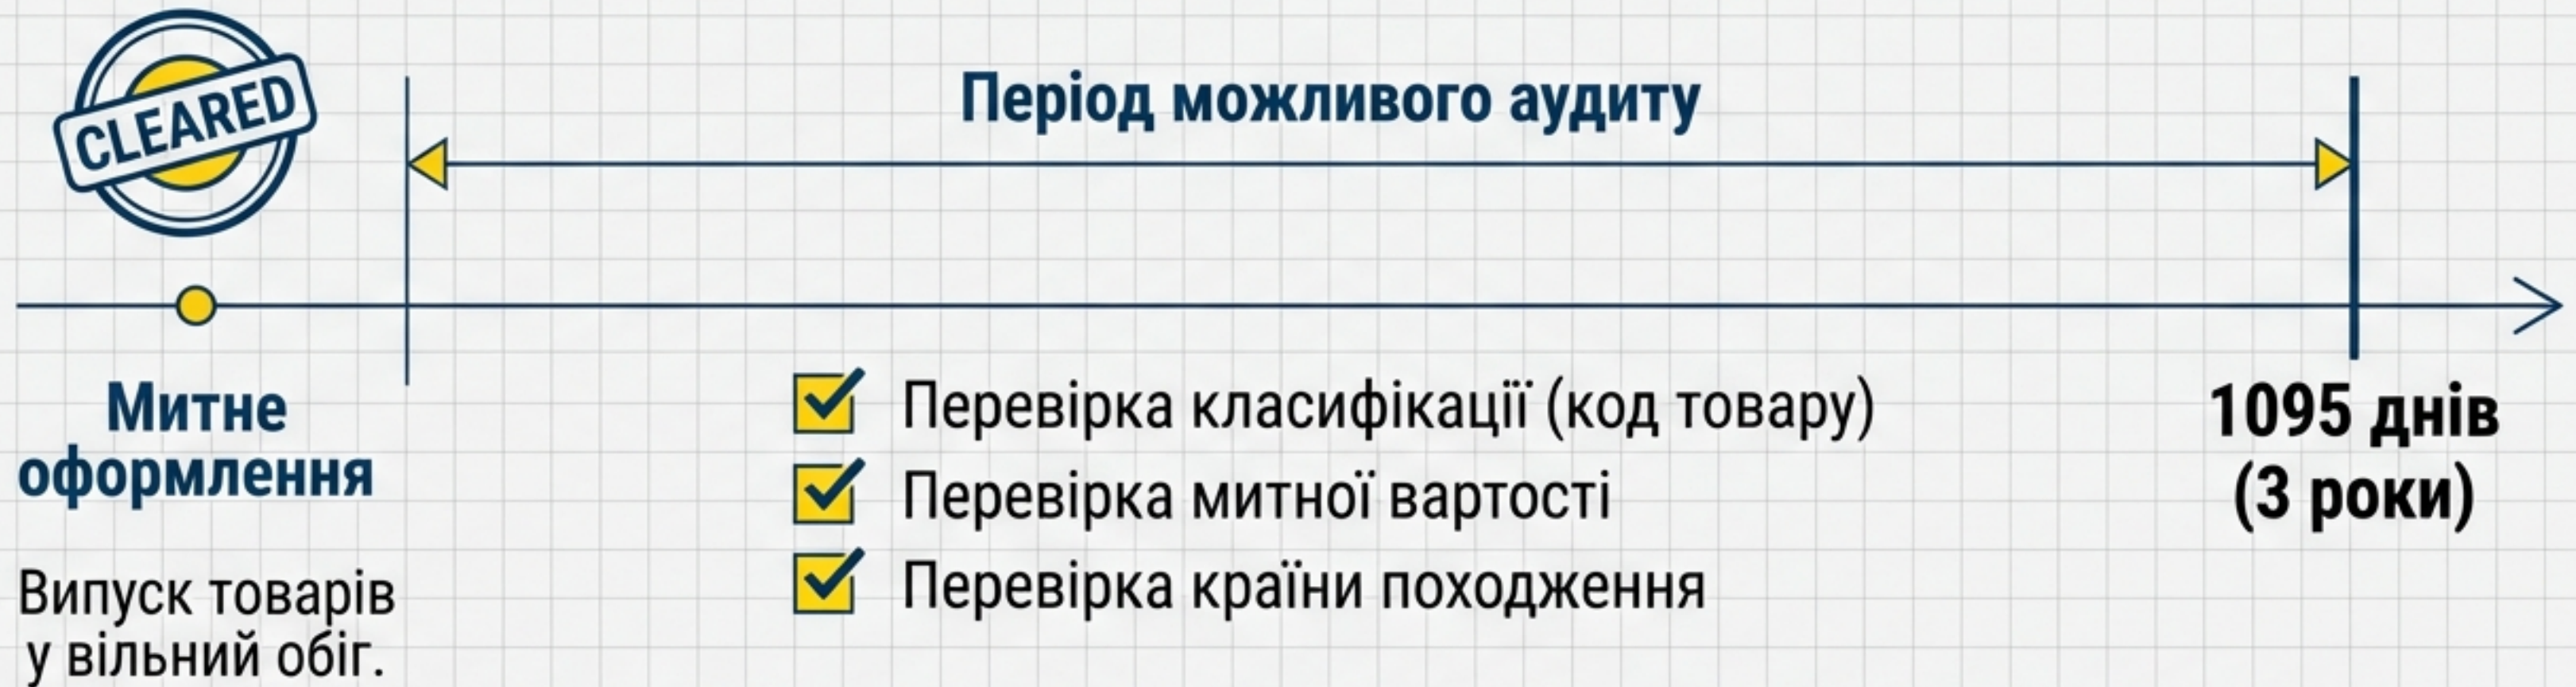 CLEARED
Період можливого аудиту
Митне
оформлення
Випуск товарів
у вільний обіг.
Перевірка класифікації (код товару)
Перевірка митної вартості
Перевірка країни походження
1095 днів
(3 роки)